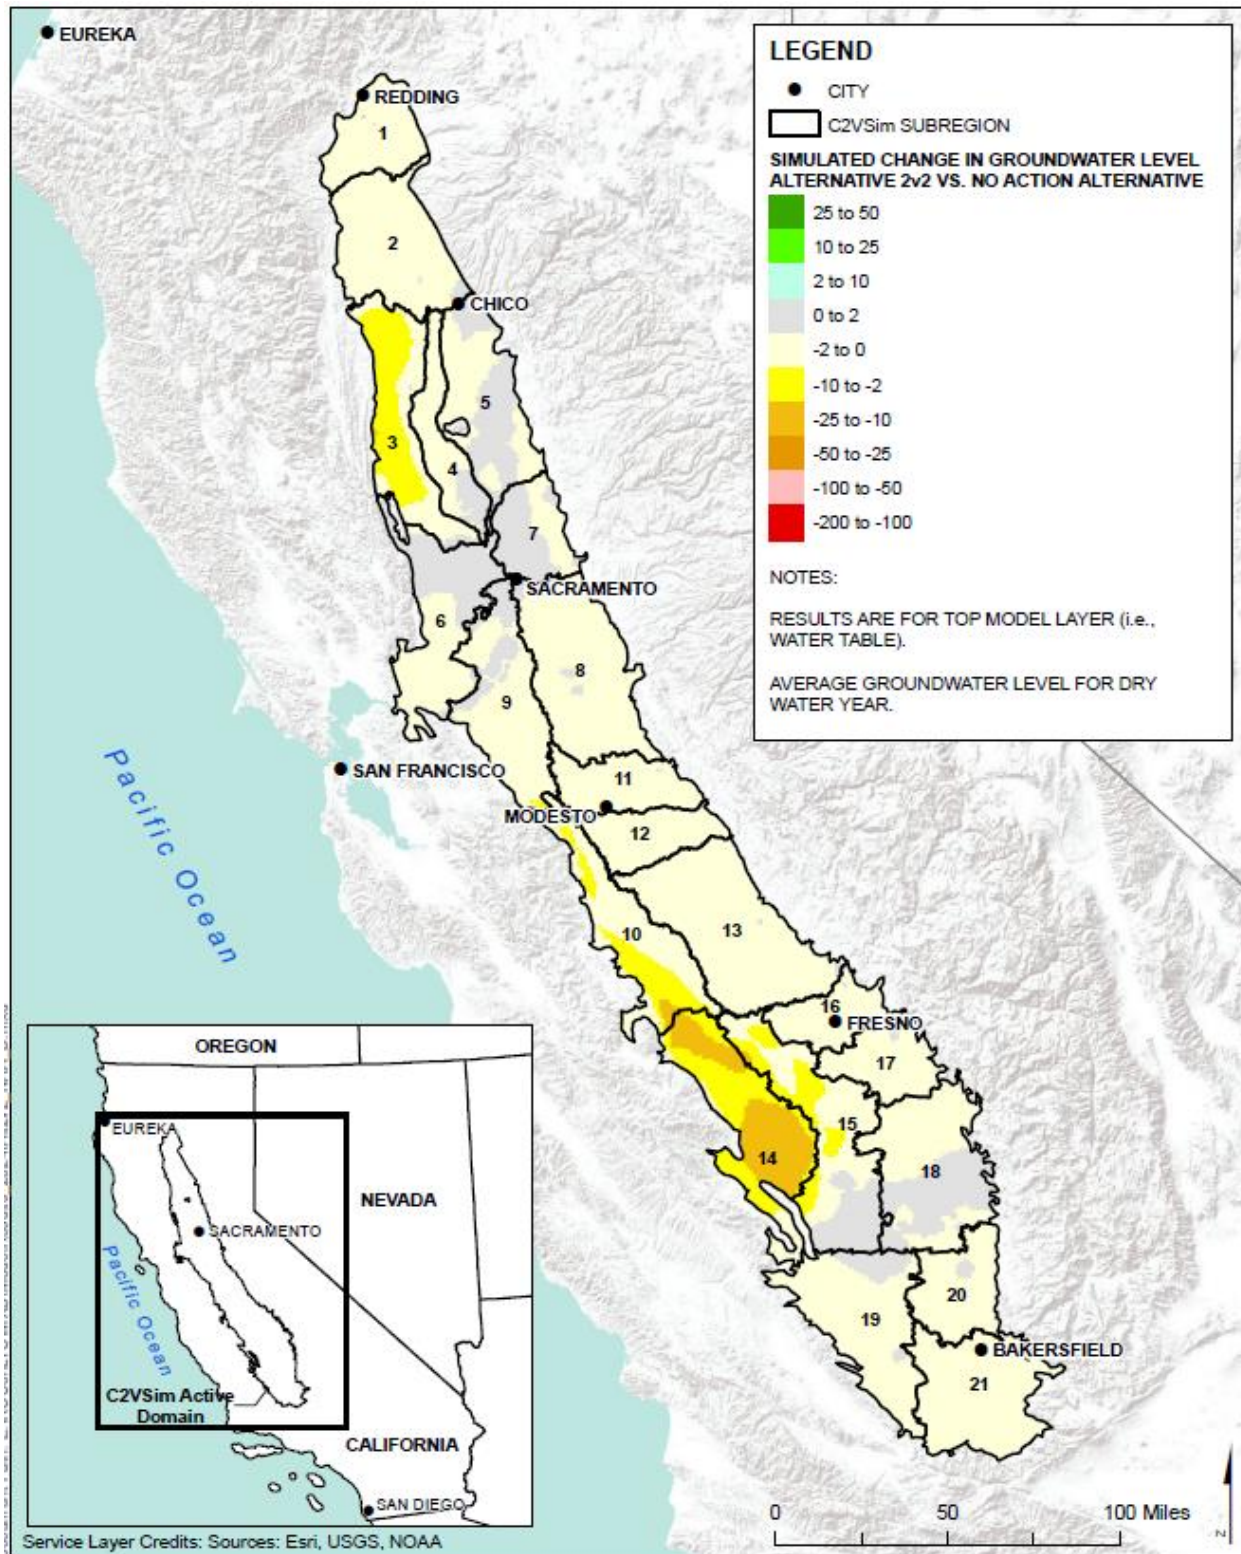 EUREKA
REDDING
1
2
CHICO
3
5
4
7
SACRAMENTO
6
8
9
SAN FRANCISCO
11
MODESTO
12
10
13
16
FRESNO
17
15
14
18
19
20
BAKERSFIELD
21
Pacific Ocean
LEGEND
CITY
C2VSim SUBREGION
SIMULATED CHANGE IN GROUNDWATER LEVEL
ALTERNATIVE 2v2 VS. NO ACTION ALTERNATIVE
25 to 50
10 to 25
2 to 10
0 to 2
-2 to 0
-10 to -2
-25 to -10
-50 to -25
-100 to -50
-200 to -100
NOTES:
RESULTS ARE FOR TOP MODEL LAYER (i.e.,
WATER TABLE).
AVERAGE GROUNDWATER LEVEL FOR DRY
WATER YEAR.
OREGON
EUREKA
NEVADA
SACRAMENTO
Pacific Ocean
C2VSim Active
Domain
CALIFORNIA
SAN DIEGO
0 50 100 Miles
N
Service Layer Credits: Sources: Esri, USGS, NOAA